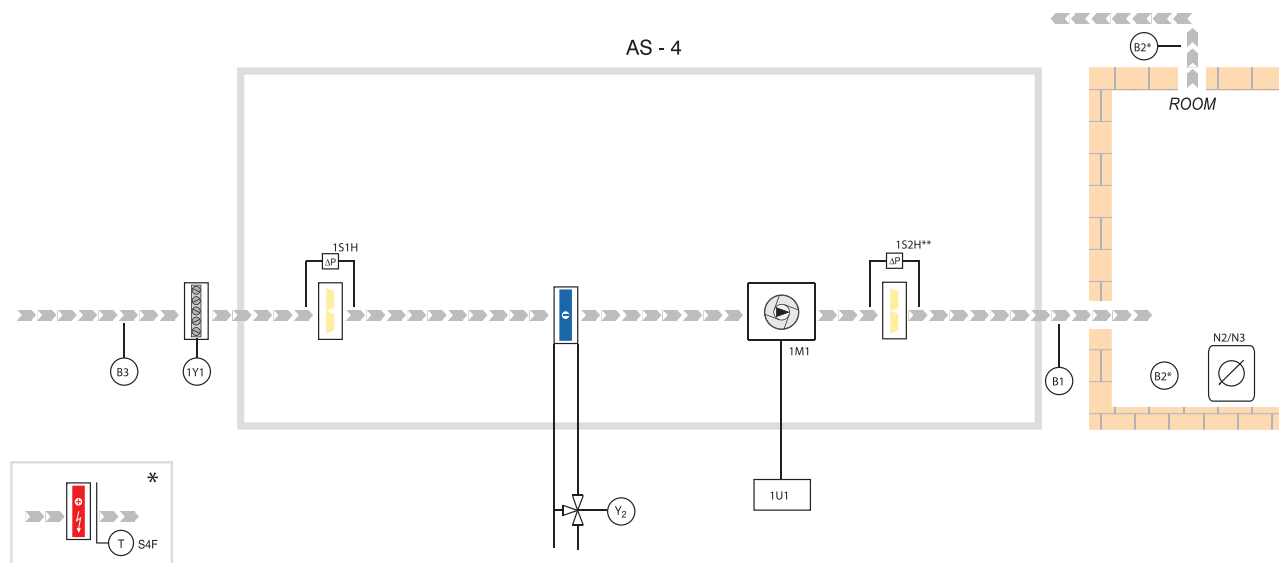 AS - 4
B2*
ROOM
1S1H
ΔP
1S2H**
ΔP
1M1
N2/N3
B3
1Y1
B1
B2*
*
1U1
Y2
T
S4F